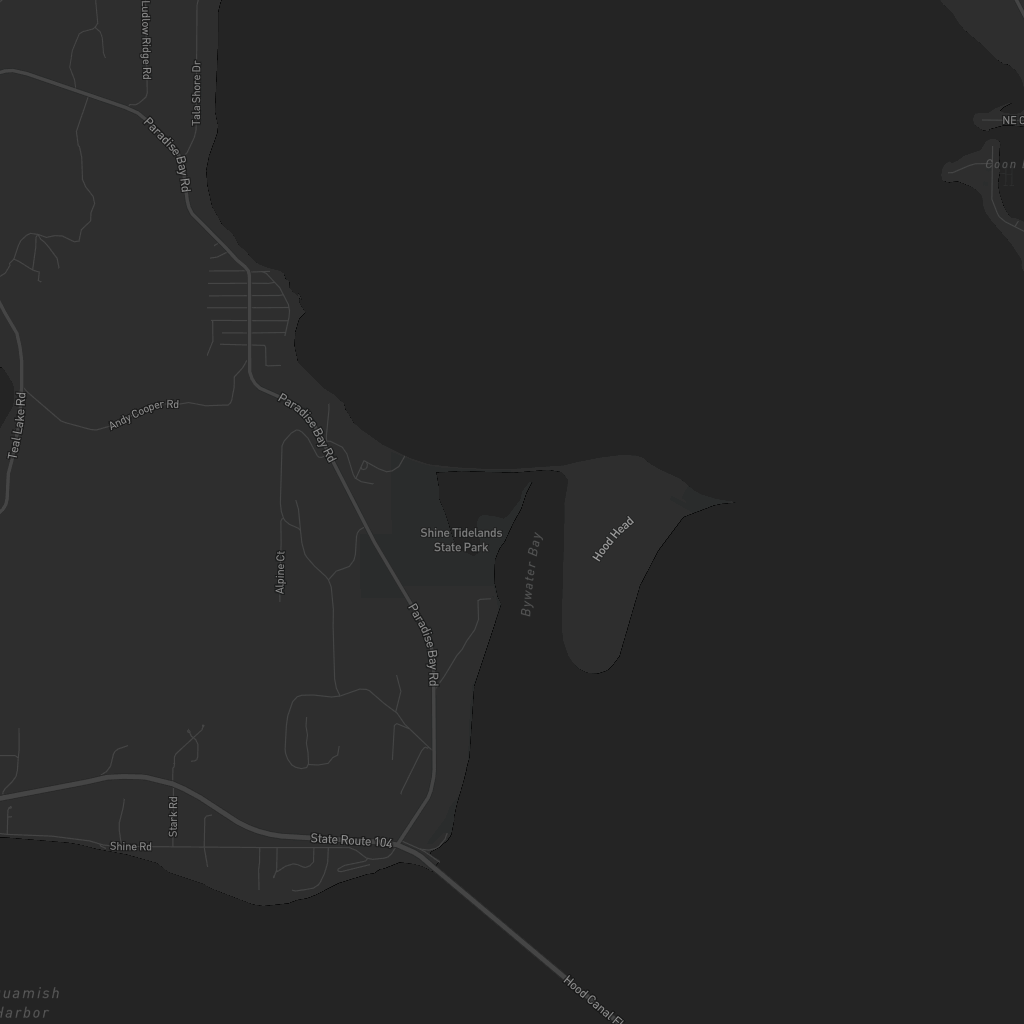 Ludlow Ridge Rd
Tala Shore Dr
Paradise Bay Rd
NE
Teal Lake Rd
Andy Cooper Rd
Paradise Bay Rd
Shine Tidelands
State Park
Hood Head
Bywater Bay
Alpine Ct
Paradise Bay Rd
Stark Rd
State Route 104
Shine Rd
Hood Canal
uamish
Harbor